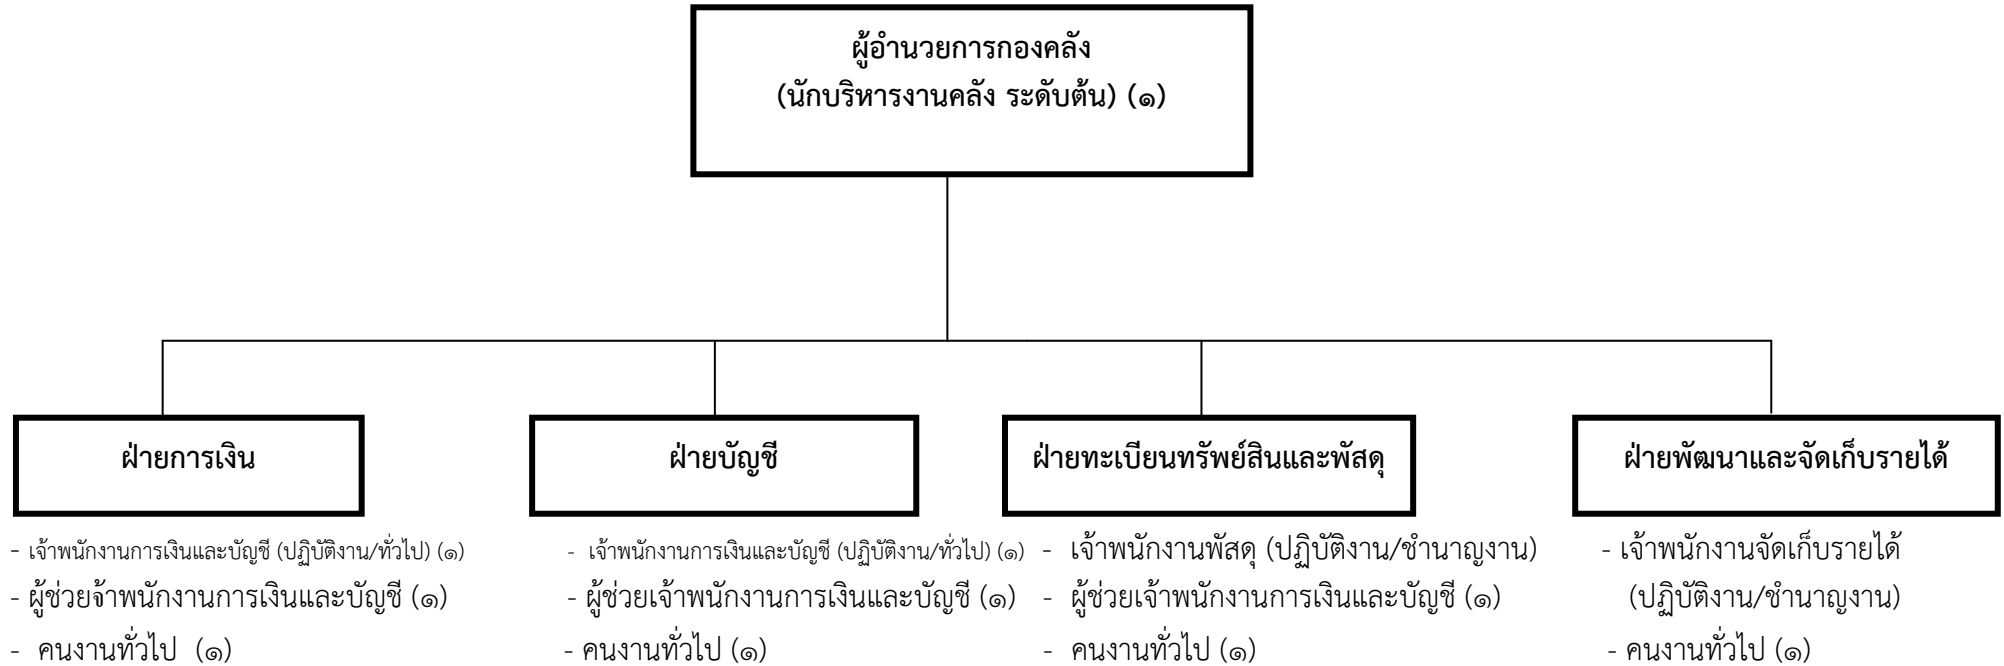 ผู้อำนวยการกองคลัง
(นักบริหารงานคลัง ระดับต้น) (๑)
ฝ่ายการเงิน
- เจ้าพนักงานการเงินและบัญชี (ปฏิบัติงาน/ทั่วไป) (๑)
- ผู้ช่วยจ้าพนักงานการเงินและบัญชี (๑)
- คนงานทั่วไป (๑)
ฝ่ายบัญชี
- เจ้าพนักงานการเงินและบัญชี (ปฏิบัติงาน/ทั่วไป) (๑)
- ผู้ช่วยเจ้าพนักงานการเงินและบัญชี (๑)
- คนงานทั่วไป (๑)
ฝ่ายทะเบียนทรัพย์สินและพัสดุ
- เจ้าพนักงานพัสดุ (ปฏิบัติงาน/ชำนาญงาน)
- ผู้ช่วยเจ้าพนักงานการเงินและบัญชี (๑)
- คนงานทั่วไป (๑)
ฝ่ายพัฒนาและจัดเก็บรายได้
- เจ้าพนักงานจัดเก็บรายได้
(ปฏิบัติงาน/ชำนาญงาน)
- คนงานทั่วไป (๑)